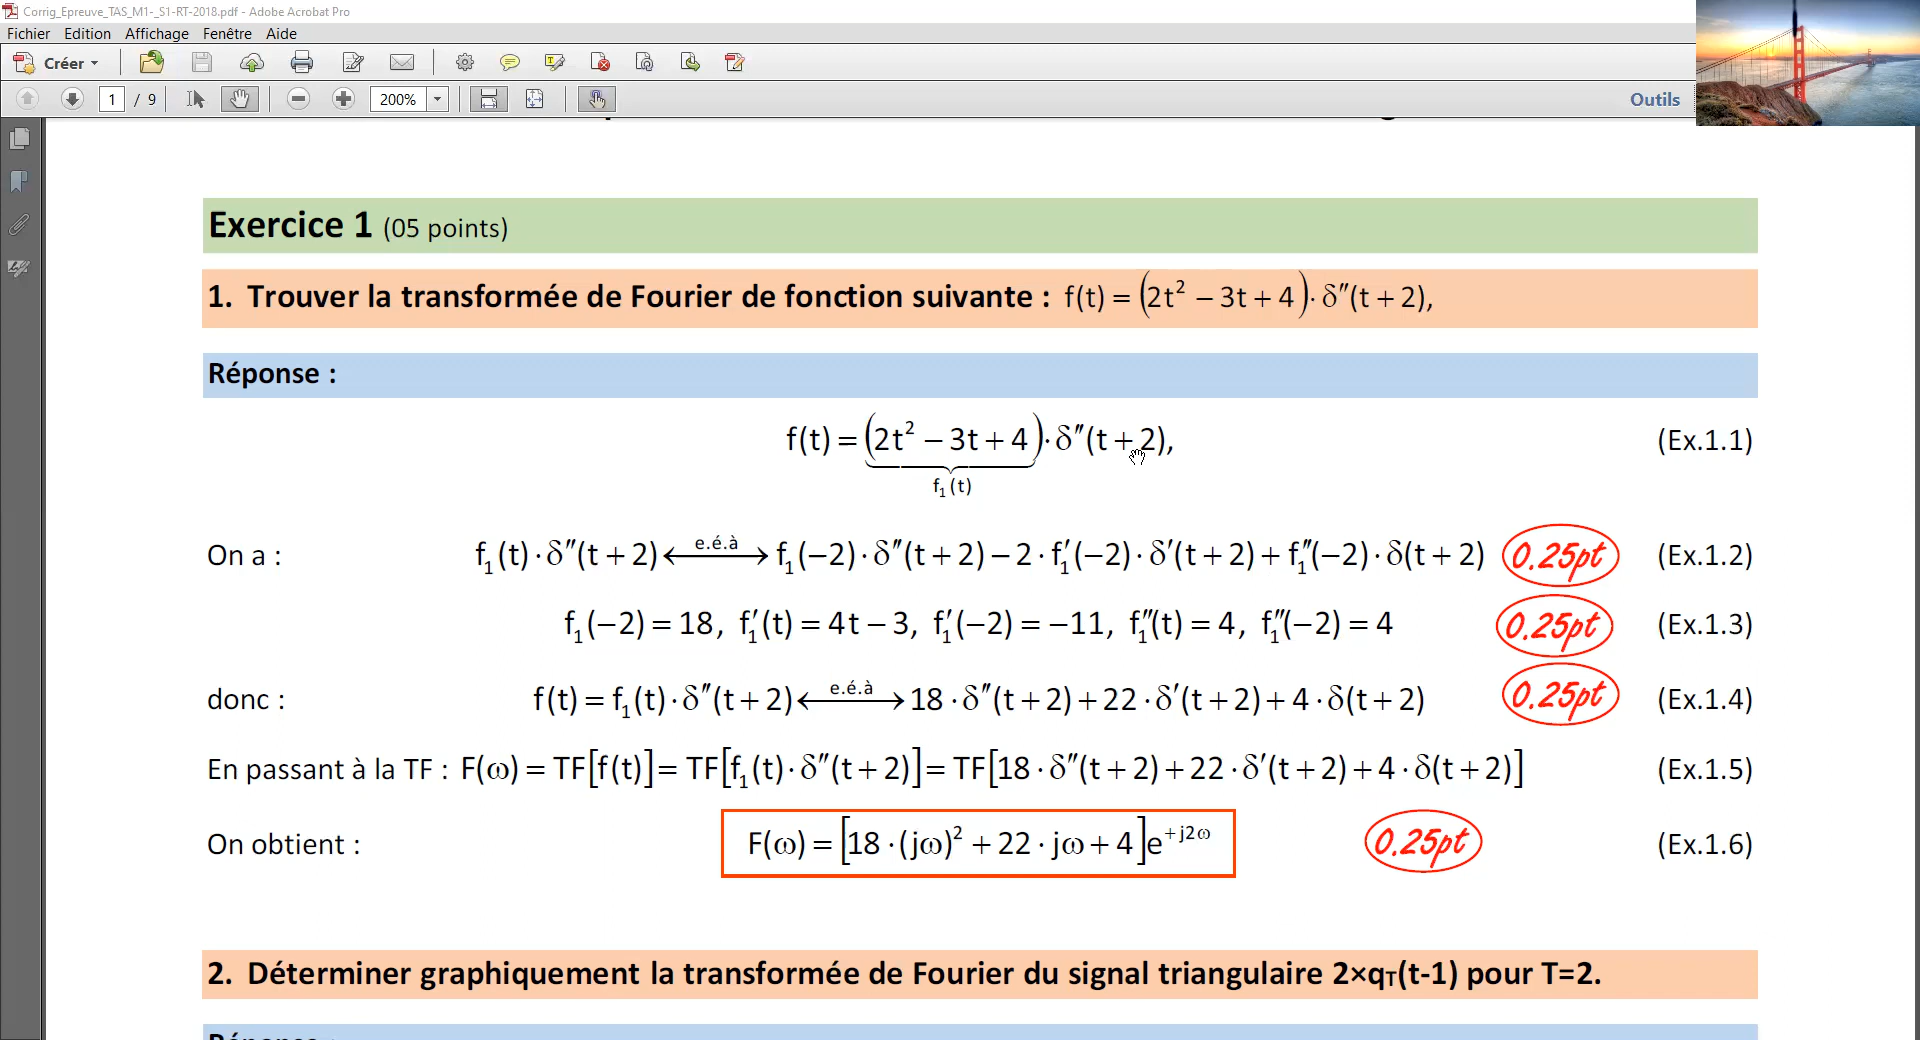 Corrig_Epreuve_TAS_M1-_S1-RT-2018.pdf - Adobe Acrobat Pro
Fichier Edition Affichage Fenêtre Aide
Créer
1 / 9 200% Outils
Exercice 1 (05 points)
1. Trouver la transformée de Fourier de fonction suivante : f(t) = (2t² − 3t + 4)·δ″(t + 2),
Réponse :
f(t) = (2t² − 3t + 4)·δ″(t + 2), (Ex.1.1)
f₁(t)
On a : f₁(t)·δ″(t + 2) ⟷ e.é.à f₁(−2)·δ″(t + 2) − 2·f₁′(−2)·δ′(t + 2) + f₁″(−2)·δ(t + 2) 0.25pt (Ex.1.2)
f₁(−2) = 18, f₁′(t) = 4t − 3, f₁′(−2) = −11, f₁″(t) = 4, f₁″(−2) = 4 0.25pt (Ex.1.3)
donc : f(t) = f₁(t)·δ″(t + 2) ⟷ e.é.à 18·δ″(t + 2) + 22·δ′(t + 2) + 4·δ(t + 2) 0.25pt (Ex.1.4)
En passant à la TF : F(ω) = TF[f(t)] = TF[f₁(t)·δ″(t + 2)] = TF[18·δ″(t + 2) + 22·δ′(t + 2) + 4·δ(t + 2)] (Ex.1.5)
On obtient : F(ω) = [18·(jω)² + 22·jω + 4]e^{+j2ω} 0.25pt (Ex.1.6)
2. Déterminer graphiquement la transformée de Fourier du signal triangulaire 2×q_T(t-1) pour T=2.